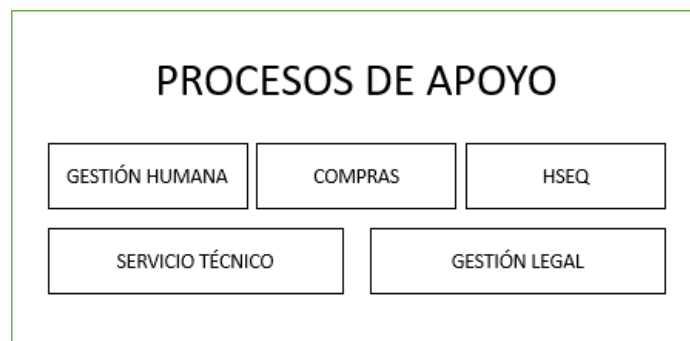 PROCESOS DE APOYO
GESTIÓN HUMANA
COMPRAS
HSEQ
SERVICIO TÉCNICO
GESTIÓN LEGAL